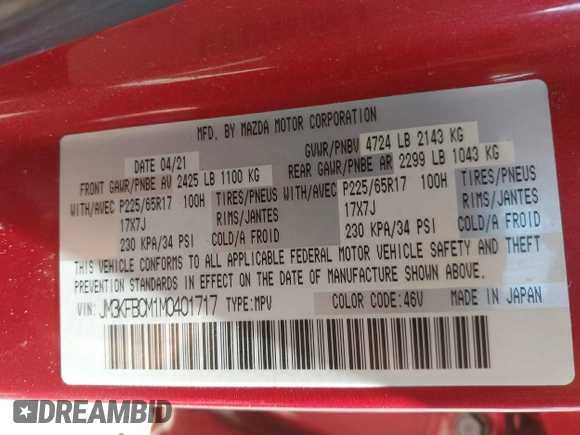 MFD. BY MAZDA MOTOR CORPORATION
DATE 04/21 GVWR/PNBV 4724 LB 2143 KG
FRONT GAWR/PNBE AV 2425 LB 1100 KG REAR GAWR/PNBE AR 2299 LB 1043 KG
WITH/AVEC P225/65R17 100H TIRES/PNEUS WITH/AVEC P225/65R17 100H TIRES/PNEUS
17X7J RIMS/JANTES 17X7J RIMS/JANTES
230 KPA/34 PSI COLD/A FROID 230 KPA/34 PSI COLD/A FROID
THIS VEHICLE CONFORMS TO ALL APPLICABLE FEDERAL MOTOR VEHICLE SAFETY AND THEFT
PREVENTION STANDARDS IN EFFECT ON THE DATE OF MANUFACTURE SHOWN ABOVE.
VIN: JM3KFBCM1M0401717 TYPE:MPV COLOR CODE:46V MADE IN JAPAN
DREAMBID